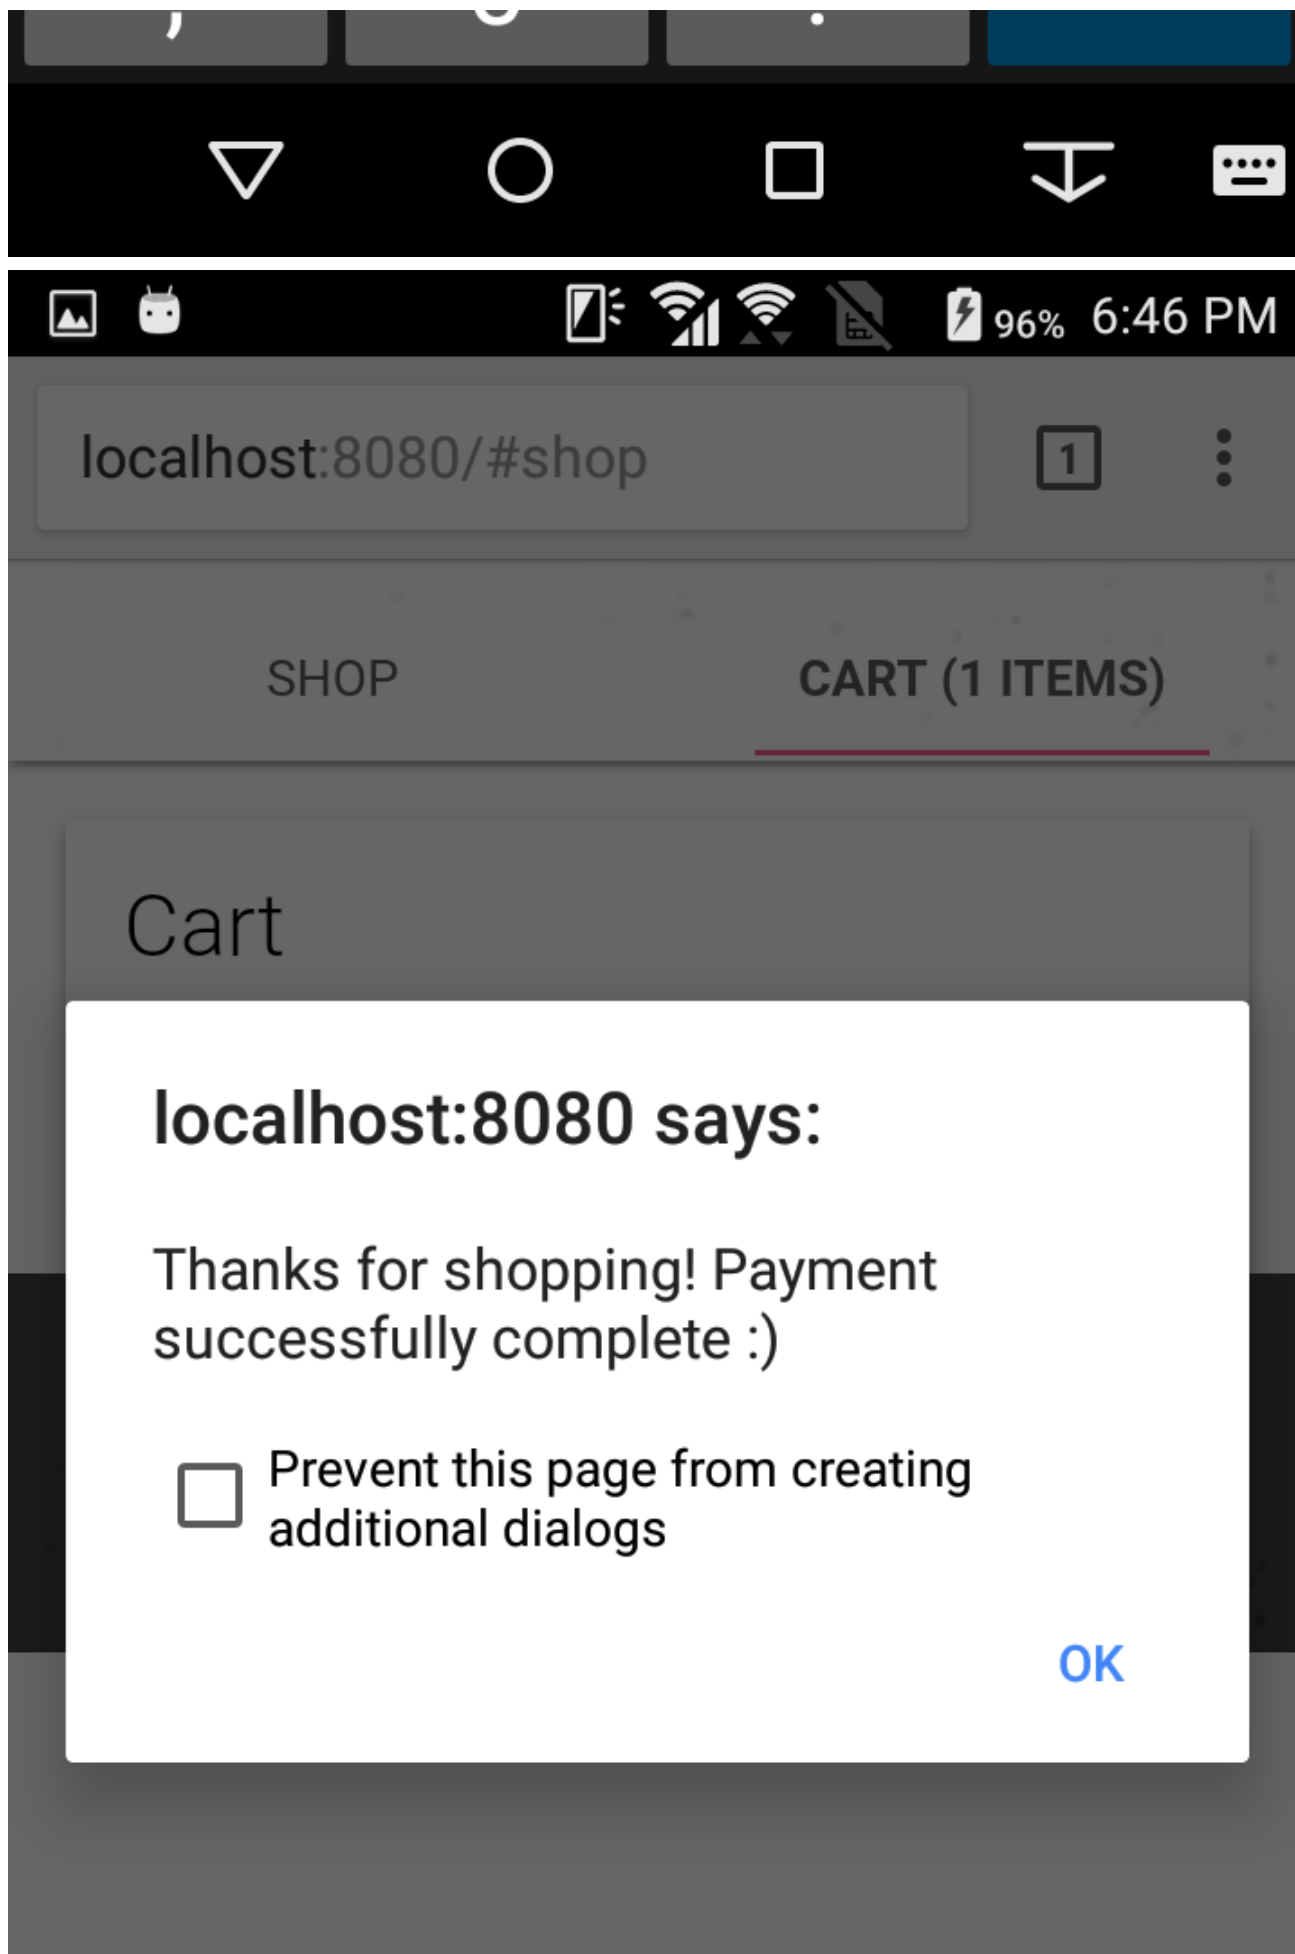 96% 6:46 PM
localhost:8080/#shop
1
SHOP
CART (1 ITEMS)
Cart
localhost:8080 says:
Thanks for shopping! Payment
successfully complete :)
Prevent this page from creating
additional dialogs
OK